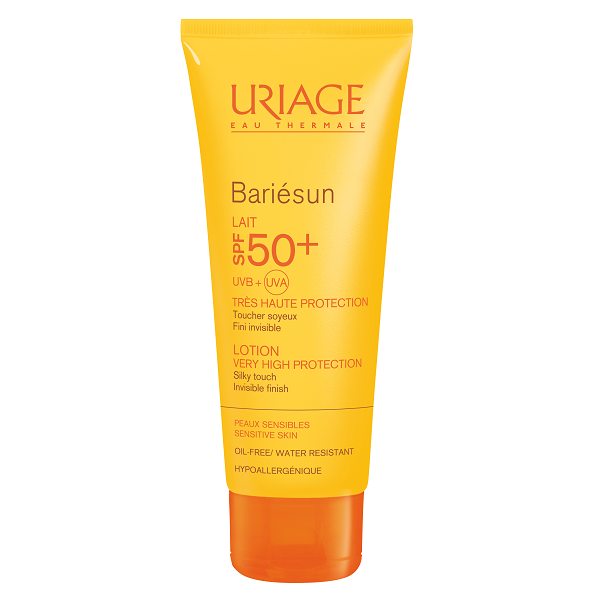 URIAGE
EAU THERMALE
Bariésun
LAIT
SPF 50+
UVB + UVA
TRÈS HAUTE PROTECTION
Toucher soyeux
Fini invisible
LOTION
VERY HIGH PROTECTION
Silky touch
Invisible finish
PEAUX SENSIBLES
SENSITIVE SKIN
OIL-FREE/ WATER RESISTANT
HYPOALLERGÉNIQUE